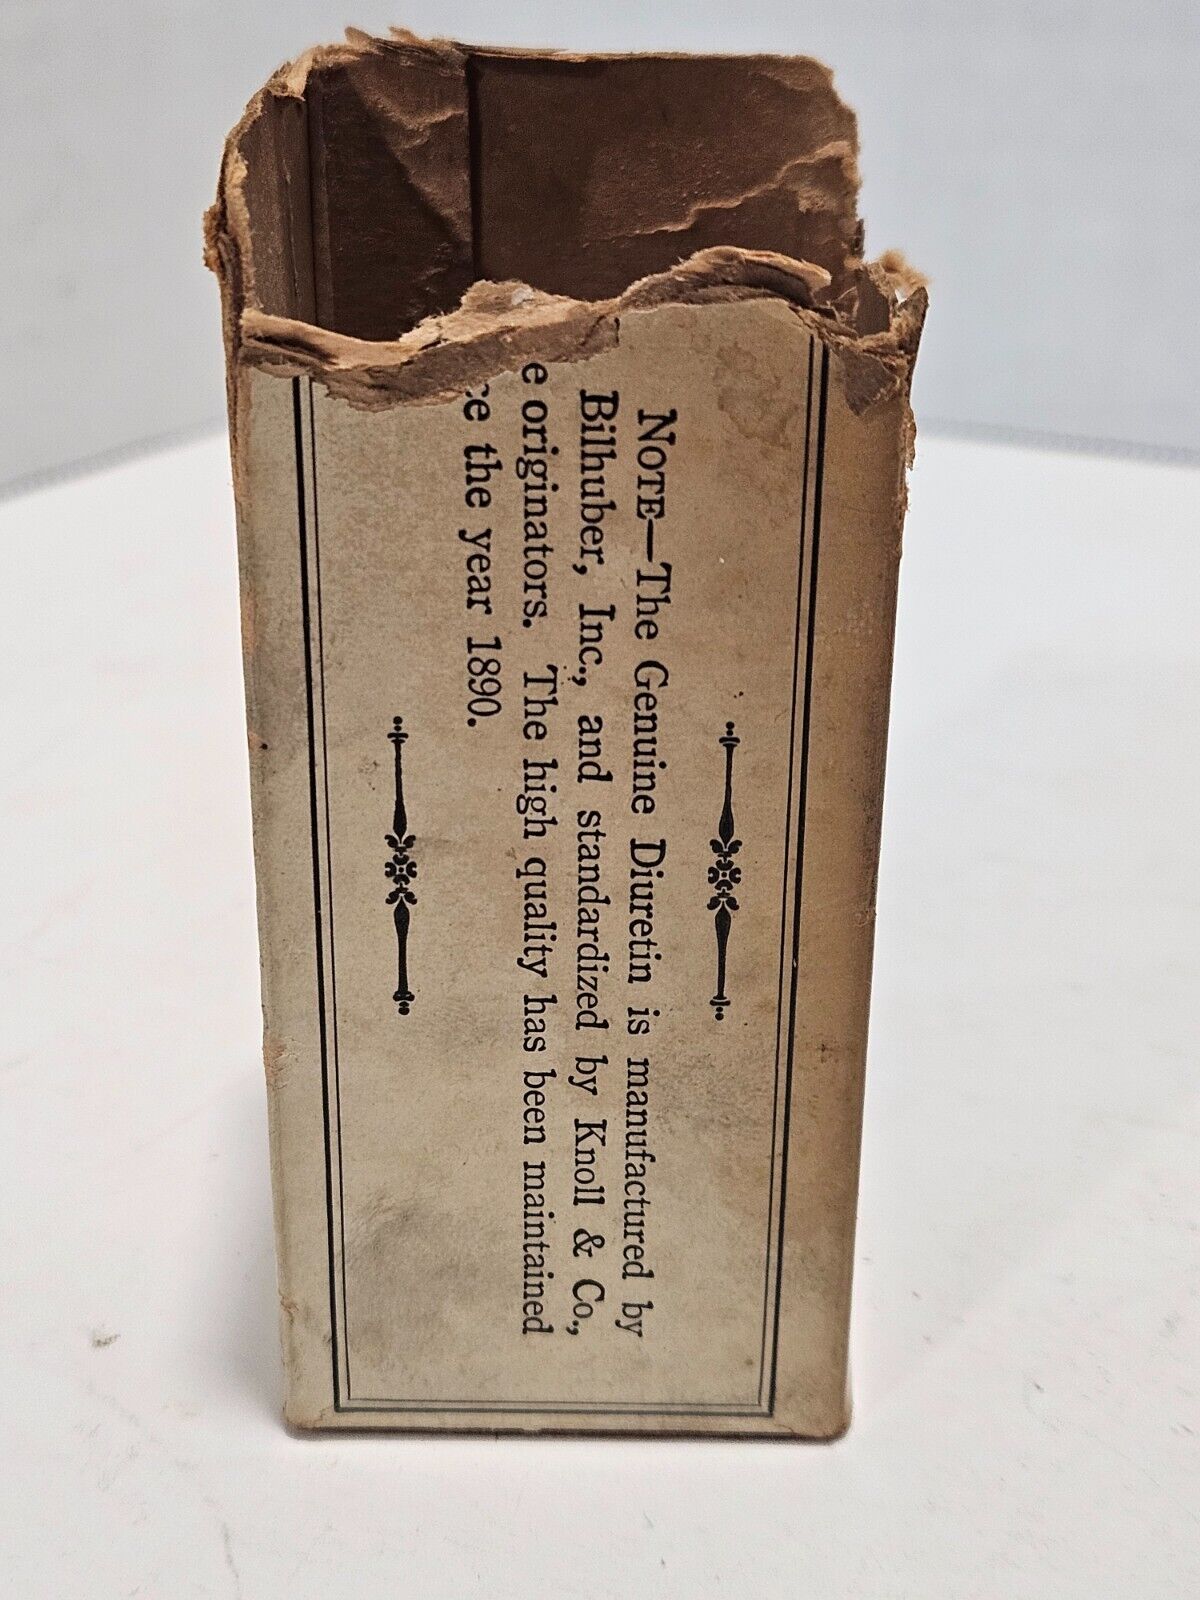 NOTE—The Genuine Diuretin is manufactured by
Bilhuber, Inc., and standardized by Knoll & Co.,
originators. The high quality has been maintained
the year 1890.